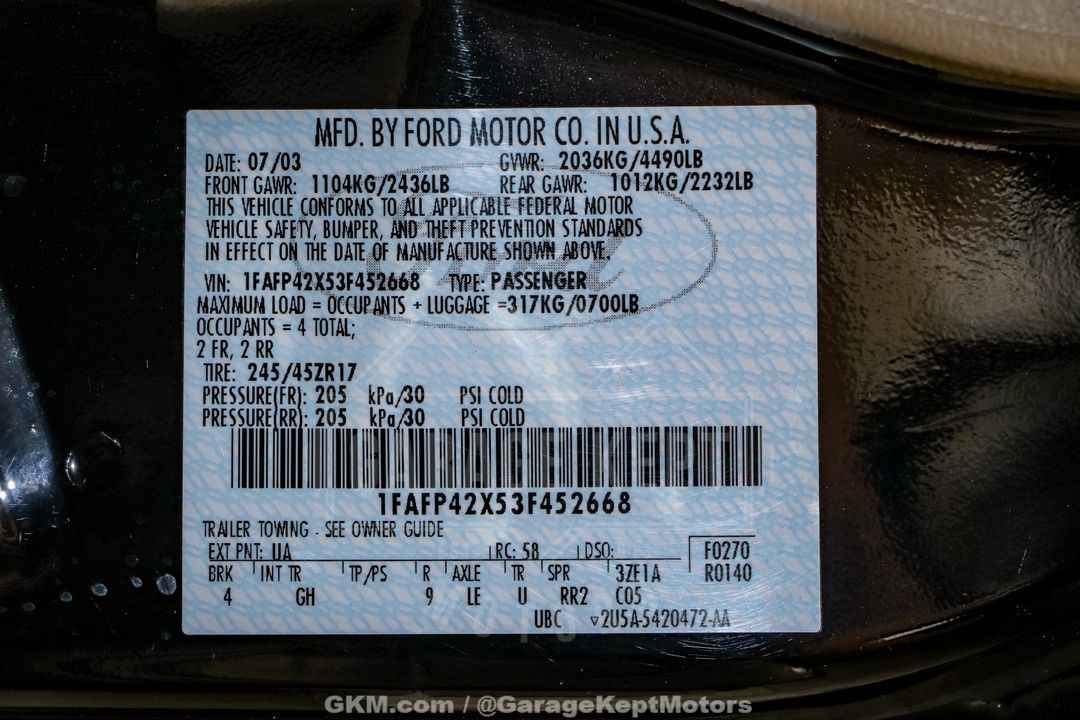 MFD. BY FORD MOTOR CO. IN U.S.A.
DATE: 07/03 GVWR: 2036KG/4490LB
FRONT GAWR: 1104KG/2436LB REAR GAWR: 1012KG/2232LB
THIS VEHICLE CONFORMS TO ALL APPLICABLE FEDERAL MOTOR
VEHICLE SAFETY, BUMPER, AND THEFT PREVENTION STANDARDS
IN EFFECT ON THE DATE OF MANUFACTURE SHOWN ABOVE.
VIN: 1FAFP42X53F452668 TYPE: PASSENGER
MAXIMUM LOAD = OCCUPANTS + LUGGAGE =317KG/0700LB
OCCUPANTS = 4 TOTAL;
2 FR, 2 RR
TIRE: 245/45ZR17
PRESSURE(FR): 205 kPa/30 PSI COLD
PRESSURE(RR): 205 kPa/30 PSI COLD
1FAFP42X53F452668
TRAILER TOWING - SEE OWNER GUIDE
EXT PNT: UA RC: 58 DSO: F0270
BRK INT TR TP/PS R AXLE TR SPR 3ZE1A R0140
4 GH 9 LE U RR2 C05
UBC ▿2U5A-5420472-AA
GKM.com / @GarageKeptMotors